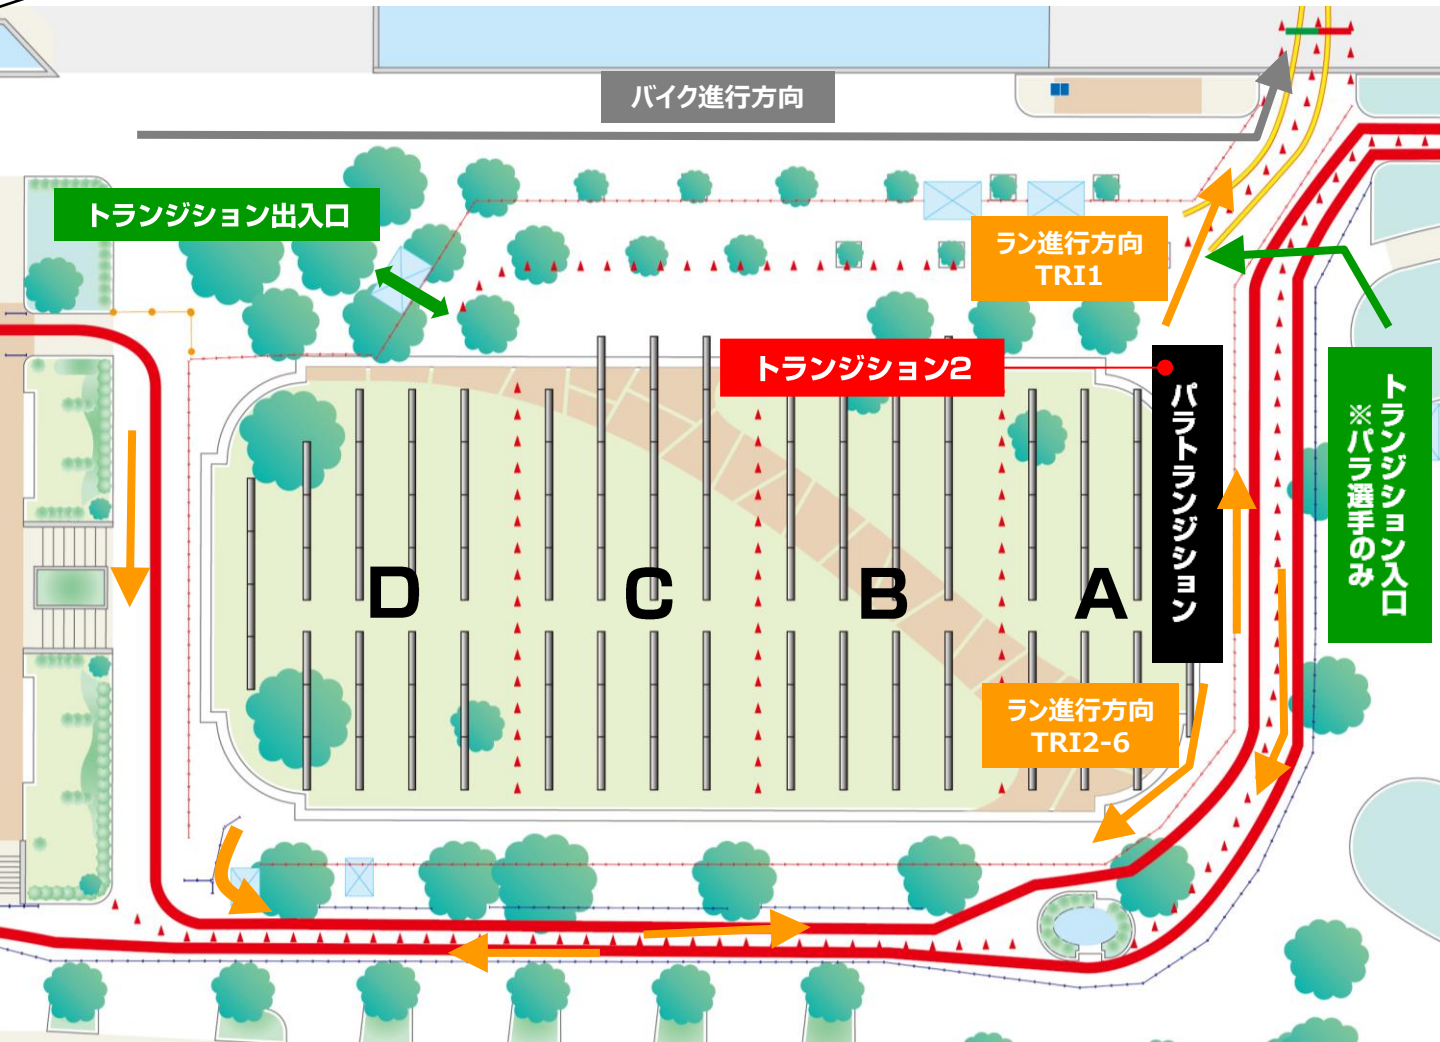 バイク進行方向
トランジション出入口
ラン進行方向
TRI1
トランジション2
パラトランジション
トランジション入口
※パラ選手のみ
D
C
B
A
ラン進行方向
TRI2-6